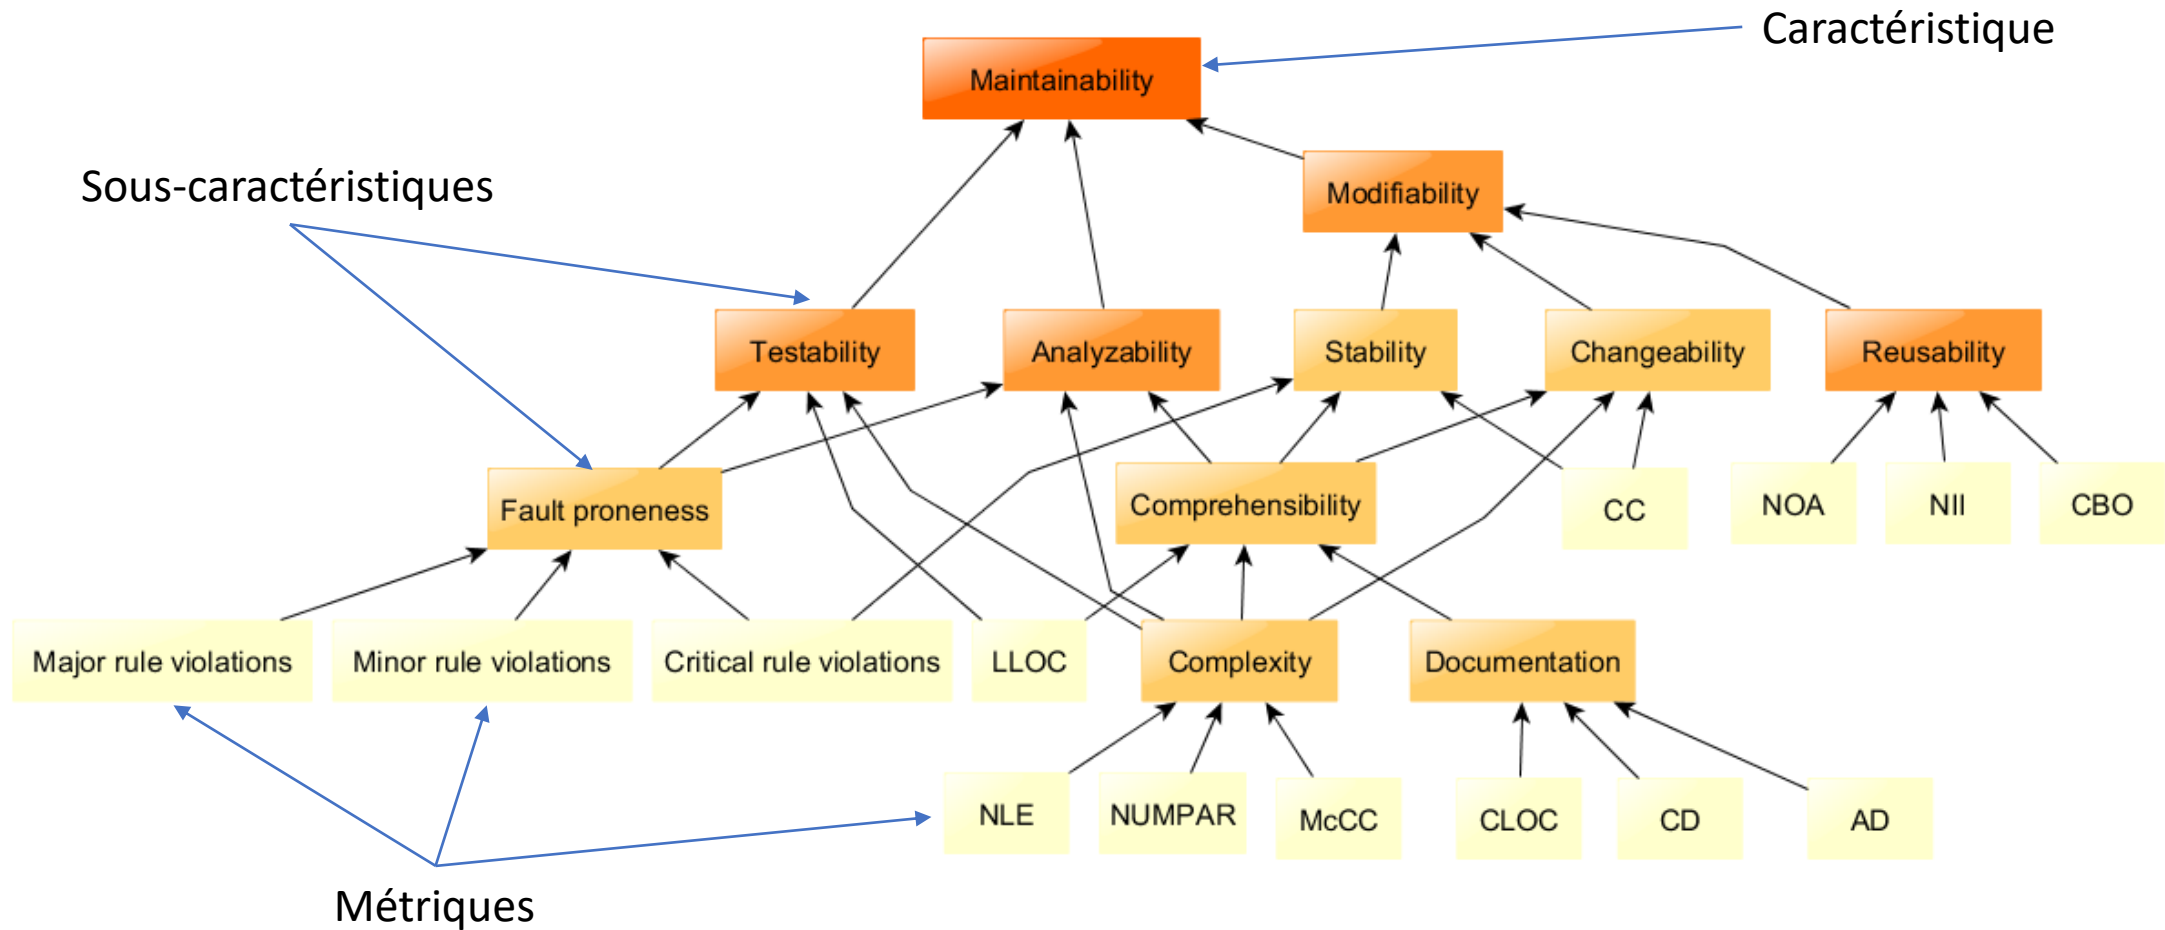 Caractéristique
Maintainability
Sous-caractéristiques
Modifiability
Testability
Analyzability
Stability
Changeability
Reusability
Fault proneness
Comprehensibility
CC
NOA
NII
CBO
Major rule violations
Minor rule violations
Critical rule violations
LLOC
Complexity
Documentation
NLE
NUMPAR
McCC
CLOC
CD
AD
Métriques